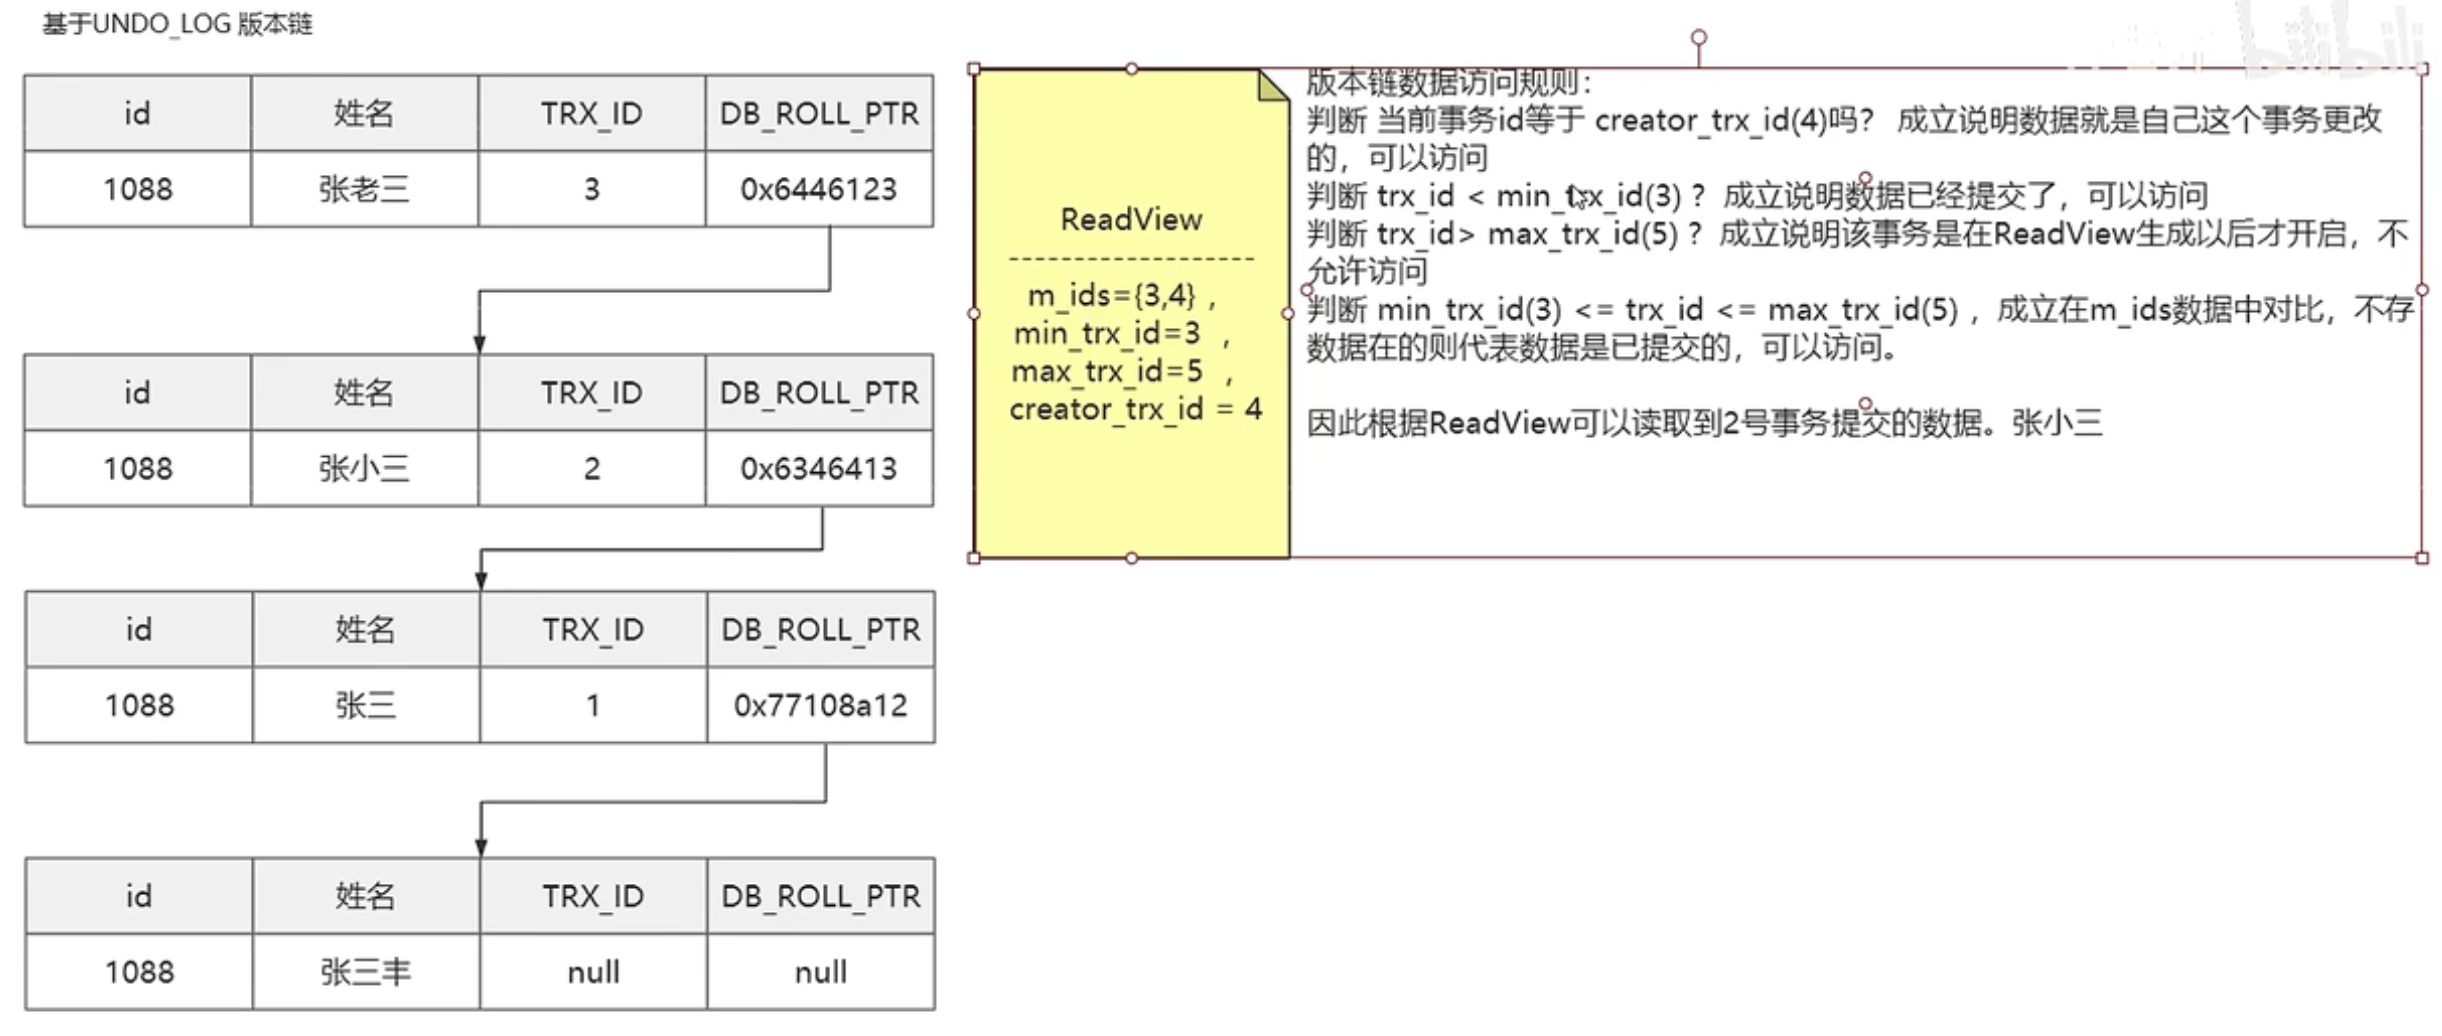 基于UNDO_LOG 版本链
id 姓名 TRX_ID DB_ROLL_PTR
1088 张老三 3 0x6446123
id 姓名 TRX_ID DB_ROLL_PTR
1088 张小三 2 0x6346413
id 姓名 TRX_ID DB_ROLL_PTR
1088 张三 1 0x77108a12
id 姓名 TRX_ID DB_ROLL_PTR
1088 张三丰 null null
ReadView
-------------------
m_ids={3,4} ,
min_trx_id=3 ,
max_trx_id=5 ,
creator_trx_id = 4
版本链数据访问规则：
判断 当前事务id等于 creator_trx_id(4)吗？ 成立说明数据就是自己这个事务更改
的，可以访问
判断 trx_id < min_trx_id(3) ？ 成立说明数据已经提交了，可以访问
判断 trx_id> max_trx_id(5) ？ 成立说明该事务是在ReadView生成以后才开启，不
允许访问
判断 min_trx_id(3) <= trx_id <= max_trx_id(5) ，成立在m_ids数据中对比，不存
数据在的则代表数据是已提交的，可以访问。
因此根据ReadView可以读取到2号事务提交的数据。张小三
bilibili